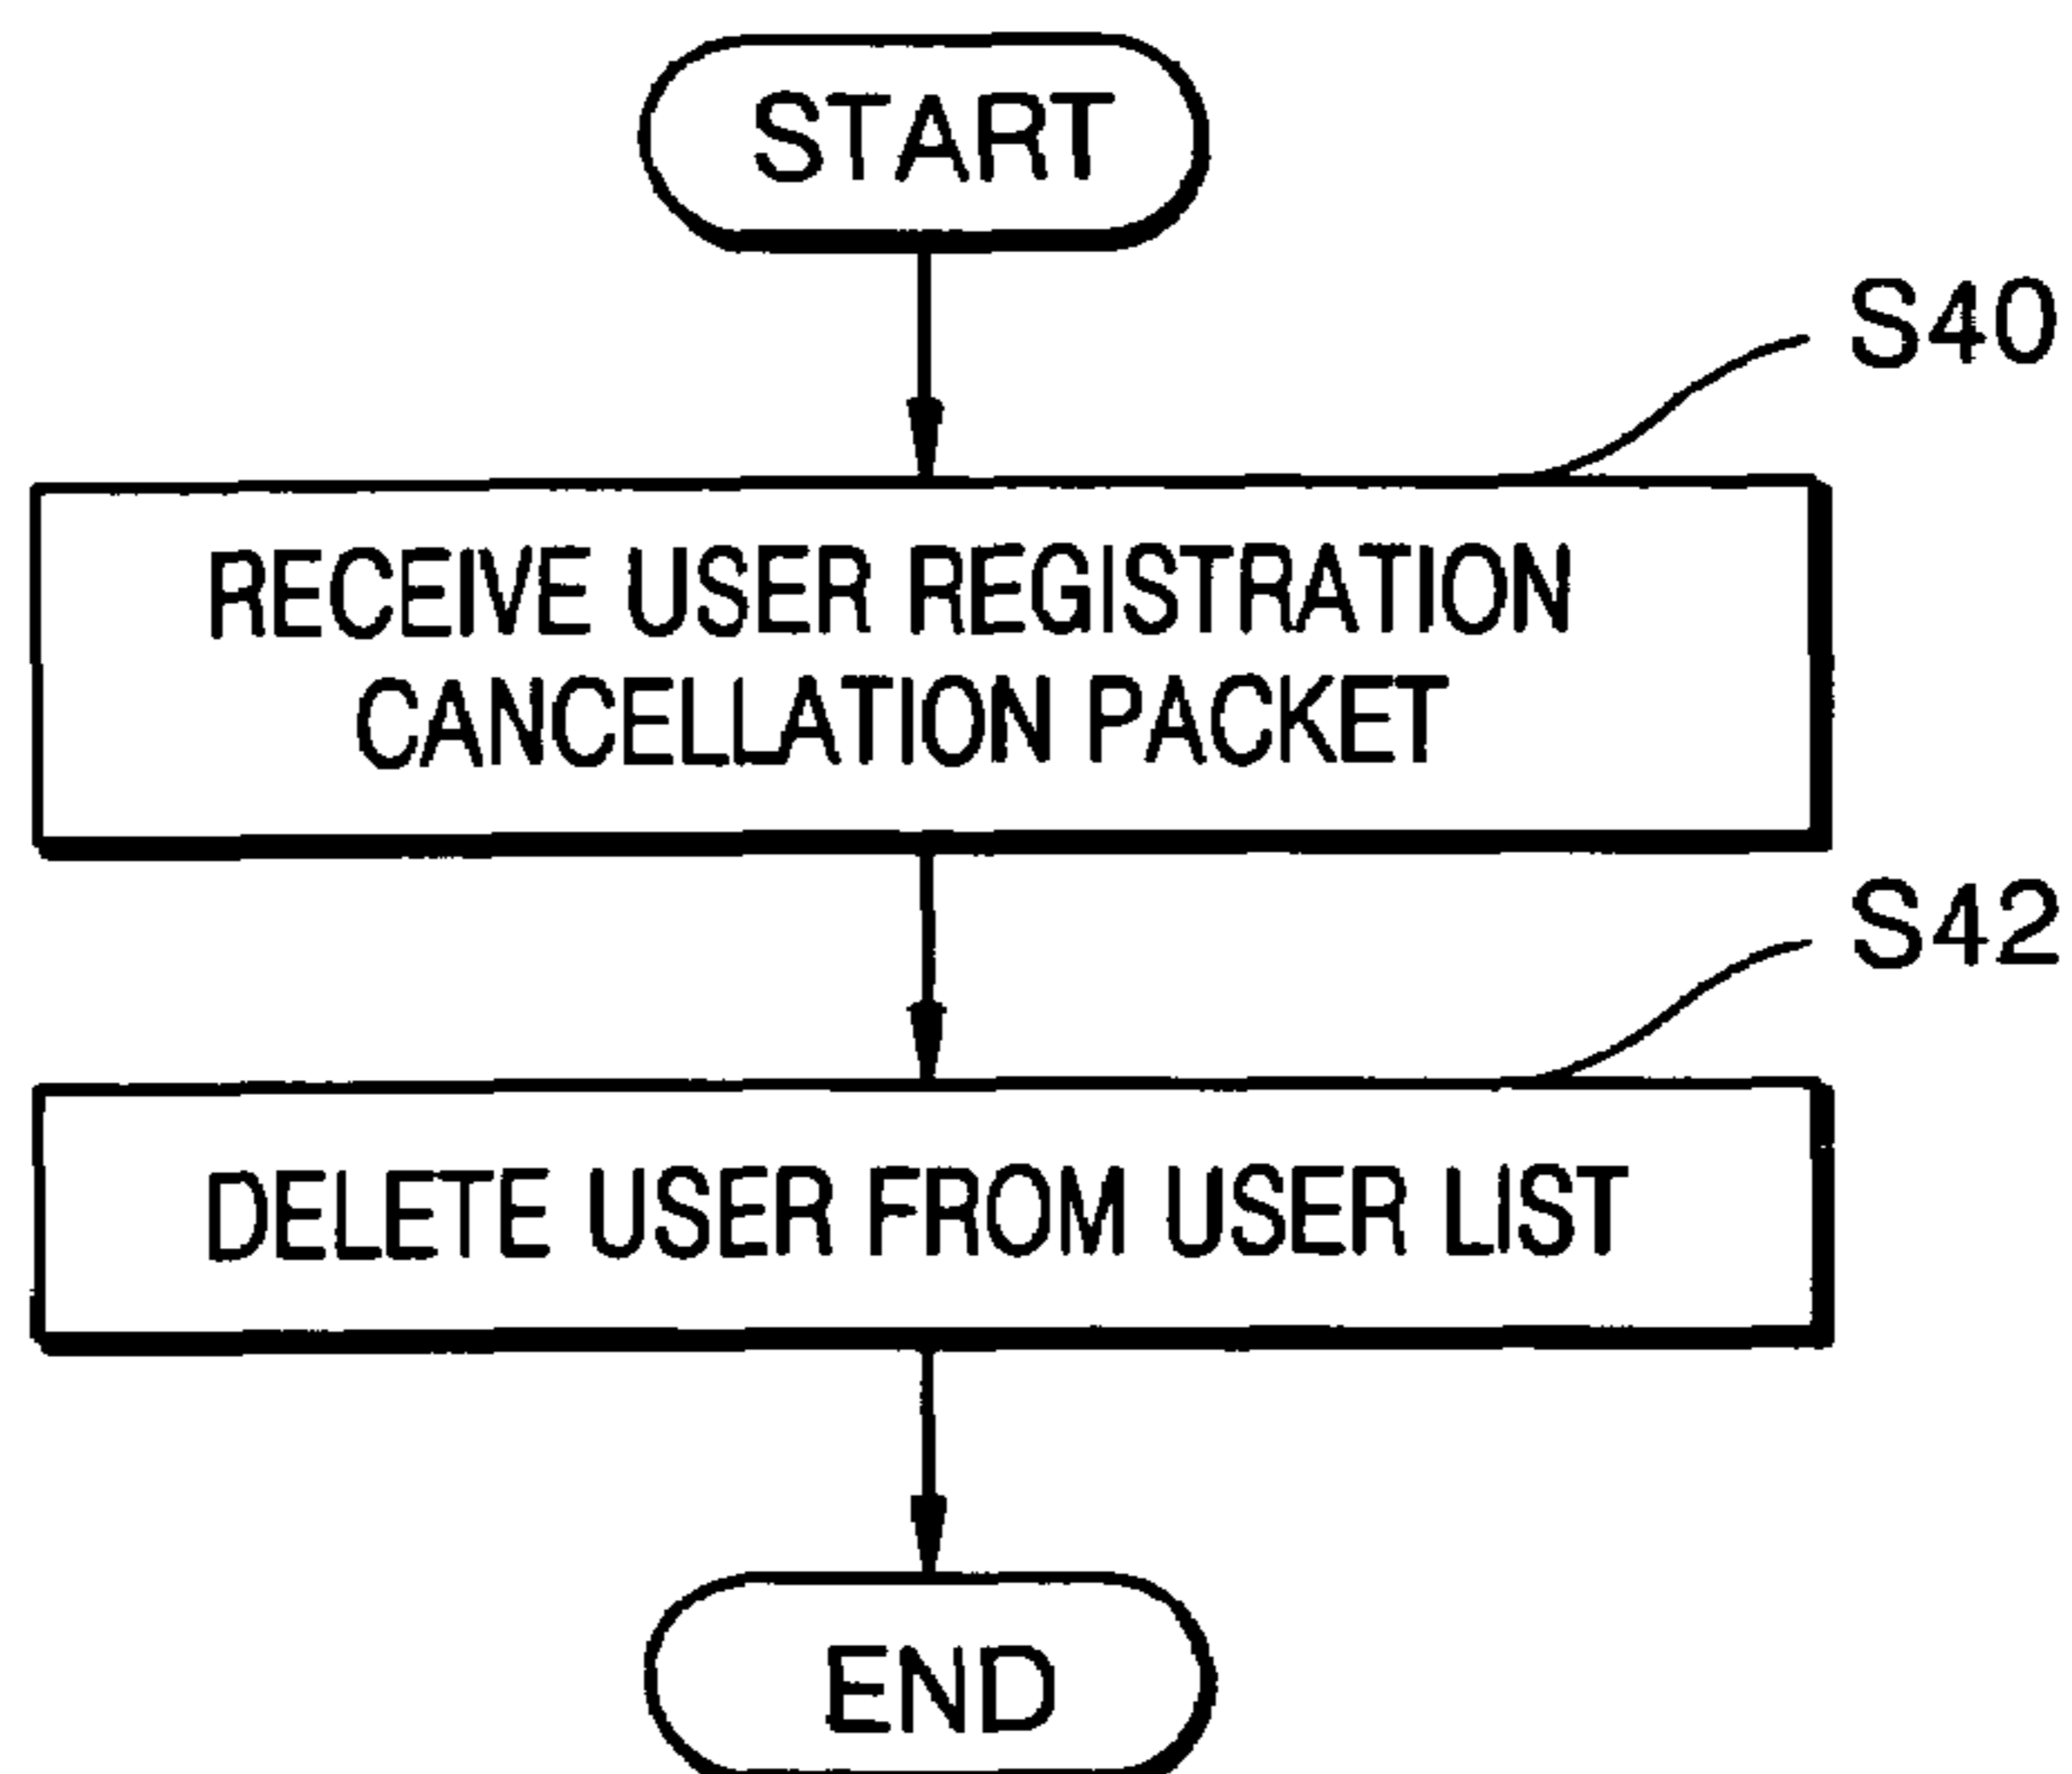 START
S40
RECEIVE USER REGISTRATION
CANCELLATION PACKET
S42
DELETE USER FROM USER LIST
END